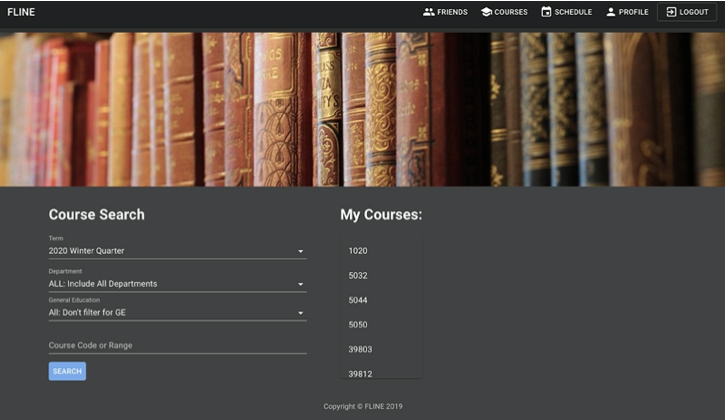 FLINE
FRIENDS
COURSES
SCHEDULE
PROFILE
LOGOUT
Course Search
Term
2020 Winter Quarter
Department
ALL: Include All Departments
General Education
All: Don't filter for GE
Course Code or Range
SEARCH
My Courses:
1020
5032
5044
5050
39803
39812
Copyright © FLINE 2019